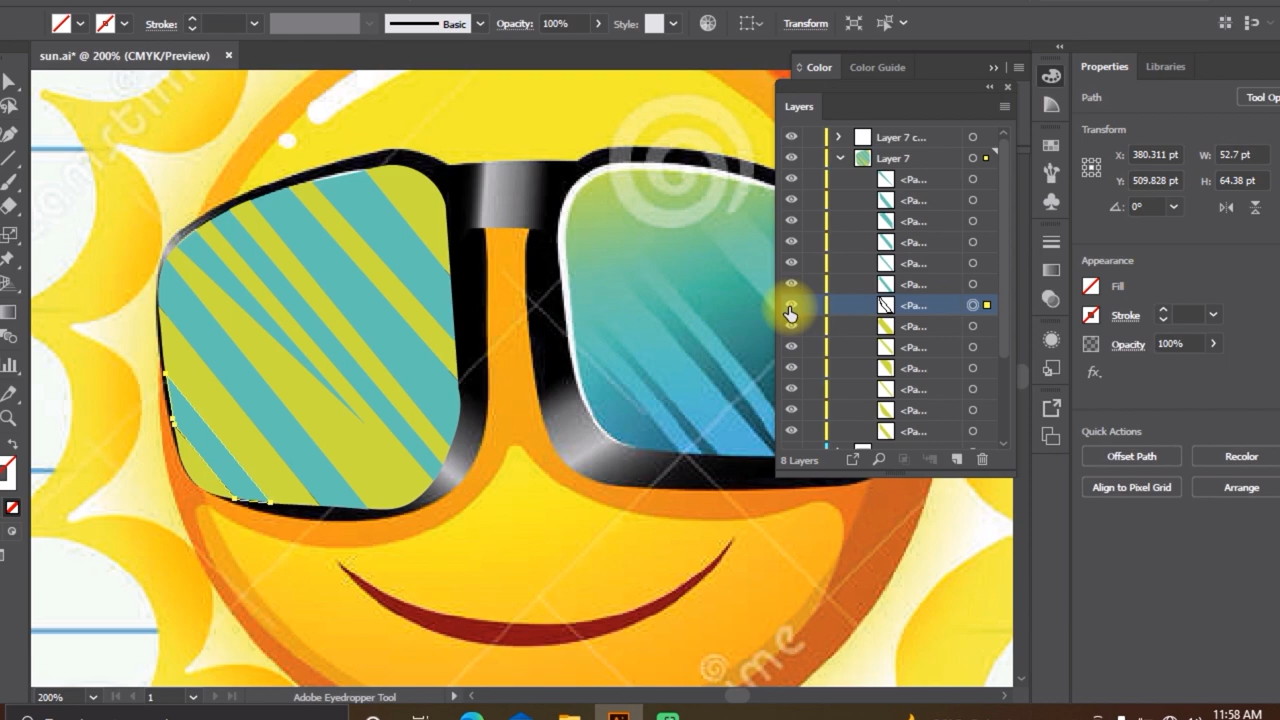 Stroke:
Basic
Opacity:
100%
Style:
Transform
sun.ai* @ 200% (CMYK/Preview)
×
Color
Color Guide
Properties
Libraries
Layers
Path
Tool Op
Layer 7 c...
Layer 7
<Pa...
<Pa...
<Pa...
<Pa...
<Pa...
<Pa...
<Pa...
<Pa...
<Pa...
<Pa...
<Pa...
<Pa...
<Pa...
8 Layers
Transform
X:
380.311 pt
W:
52.7 pt
Y:
509.828 pt
H:
64.38 pt
0°
Appearance
Fill
Stroke
Opacity
100%
fx.
Quick Actions
Offset Path
Recolor
Align to Pixel Grid
Arrange
200%
1
Adobe Eyedropper Tool
Ai
11:58 AM